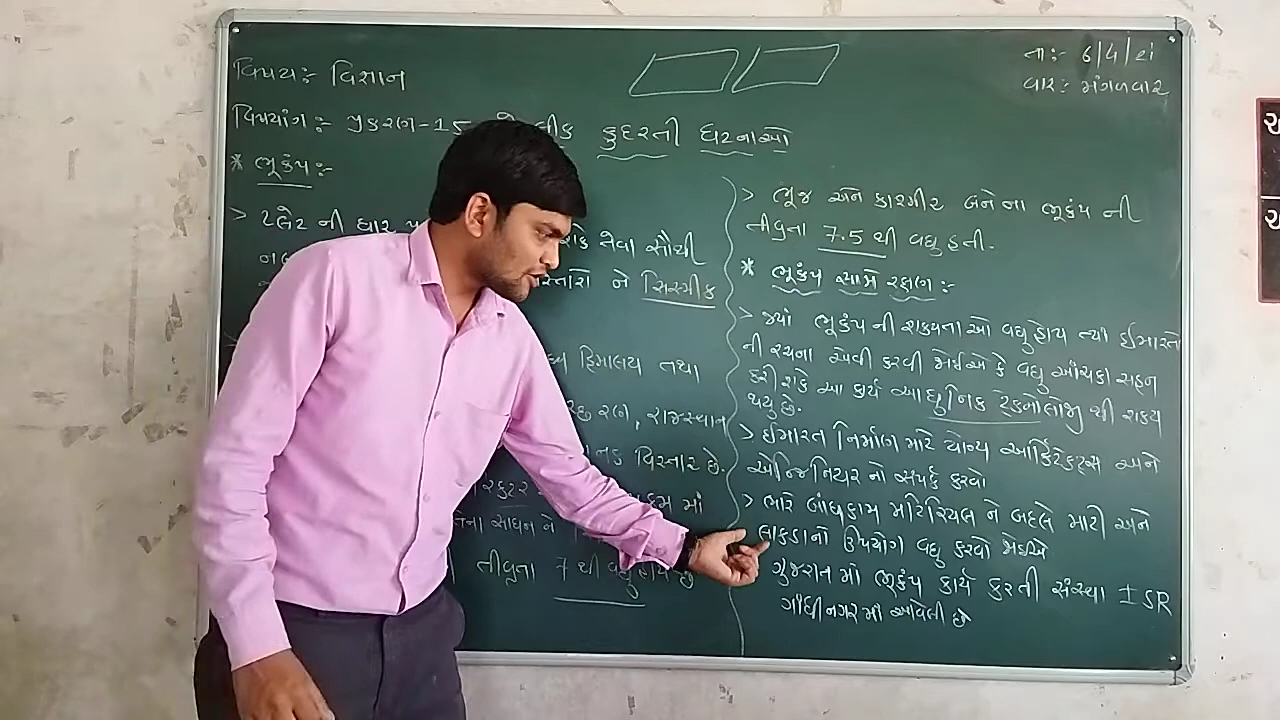 વિષય:- વિજ્ઞાન
તા:- 6/4/21
વાર:- મંગળવાર
વિષયાંગ:- પ્રકરણ-15 કુદરતી ઘટનાઓ
* ભૂકંપ:-
> પ્લેટ ની ધાર તેવા સૌથી
ને સિસ્મીક
હિમાલય તથા
રણ, રાજસ્થાન
વિસ્તાર છે.
માં
સાધન ને
તીવ્રતા 7 થી વધુ હોય છે
> ભૂજ અને કાશ્મીર બંને ના ભૂકંપ ની
તીવ્રતા 7.5 થી વધુ હતી.
* ભૂકંપ સામે રક્ષણ:-
> જ્યાં ભૂકંપ ની શક્યતા ઓ વધુ હોય ત્યાં ઈમારતો
ની રચના એવી કરવી જોઈએ કે વધુ આંચકા સહન
કરી શકે આ કાર્ય આધુનિક ટેકનોલોજી થી શક્ય
થયુ છે.
> ઈમારત નિર્માણ માટે યોગ્ય આર્કિટેક્ટ્સ અને
એન્જિનિયર નો સંપર્ક કરવો
> ભારે બાંધકામ મટિરિયલ ને બદલે માટી અને
લાકડાનો ઉપયોગ વધુ કરવો જોઈએ
ગુજરાત માં ભૂકંપ કાર્ય કરતી સંસ્થા ISR
ગાંધીનગર માં આવેલી છે